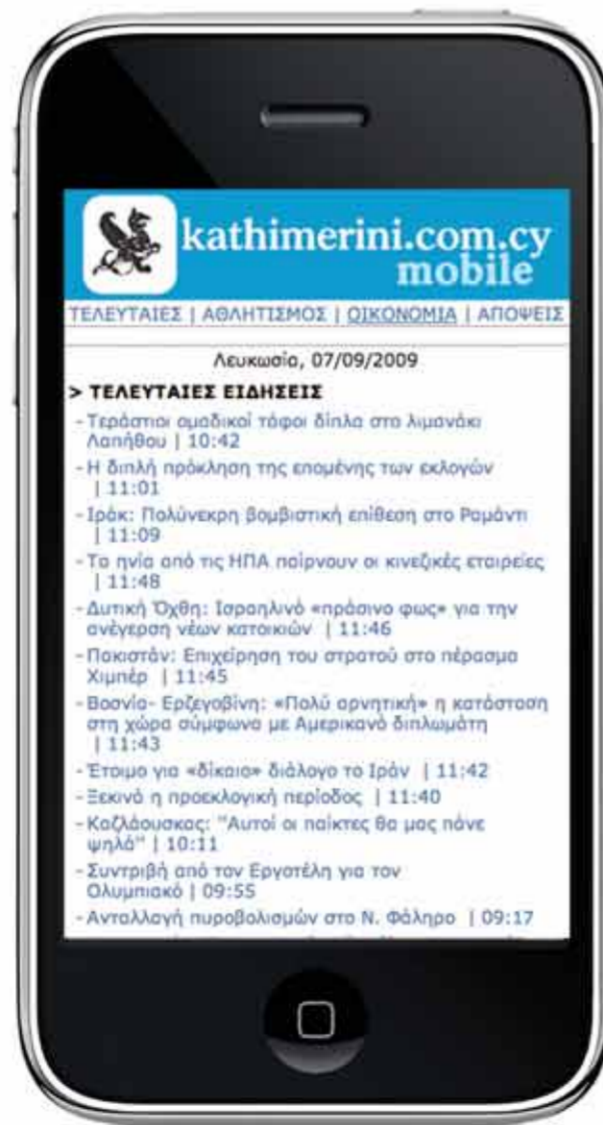 kathimerini.com.cy
mobile
ΤΕΛΕΥΤΑΙΕΣ | ΑΘΛΗΤΙΣΜΟΣ | ΟΙΚΟΝΟΜΙΑ | ΑΠΟΨΕΙΣ
Λευκωσία, 07/09/2009
> ΤΕΛΕΥΤΑΙΕΣ ΕΙΔΗΣΕΙΣ
- Τεράστιοι ομαδικοί τάφοι δίπλα στο λιμανάκι
Λαπήθου | 10:42
- Η διπλή πρόκληση της επομένης των εκλογών
| 11:01
- Ιράκ: Πολύνεκρη βομβιστική επίθεση στο Ραμάντι
| 11:09
- Τα ηνία από τις ΗΠΑ παίρνουν οι κινεζικές εταιρείες
| 11:48
- Δυτική Όχθη: Ισραηλινό «πράσινο φως» για την
ανέγερση νέων κατοικιών | 11:46
- Πακιστάν: Επιχείρηση του στρατού στο πέρασμα
Χιμπέρ | 11:45
- Βοσνία- Ερζεγοβίνη: «Πολύ αρνητική» η κατάσταση
στη χώρα σύμφωνα με Αμερικανό διπλωμάτη
| 11:43
- Έτοιμο για «δίκαιο» διάλογο το Ιράν | 11:42
- Ξεκινά η προεκλογική περίοδος | 11:40
- Καζλάουσκας: "Αυτοί οι παίκτες θα μας πάνε
ψηλά" | 10:11
- Συντριβή από τον Εργοτέλη για τον
Ολυμπιακό | 09:55
- Ανταλλαγή πυροβολισμών στο Ν. Φάληρο | 09:17